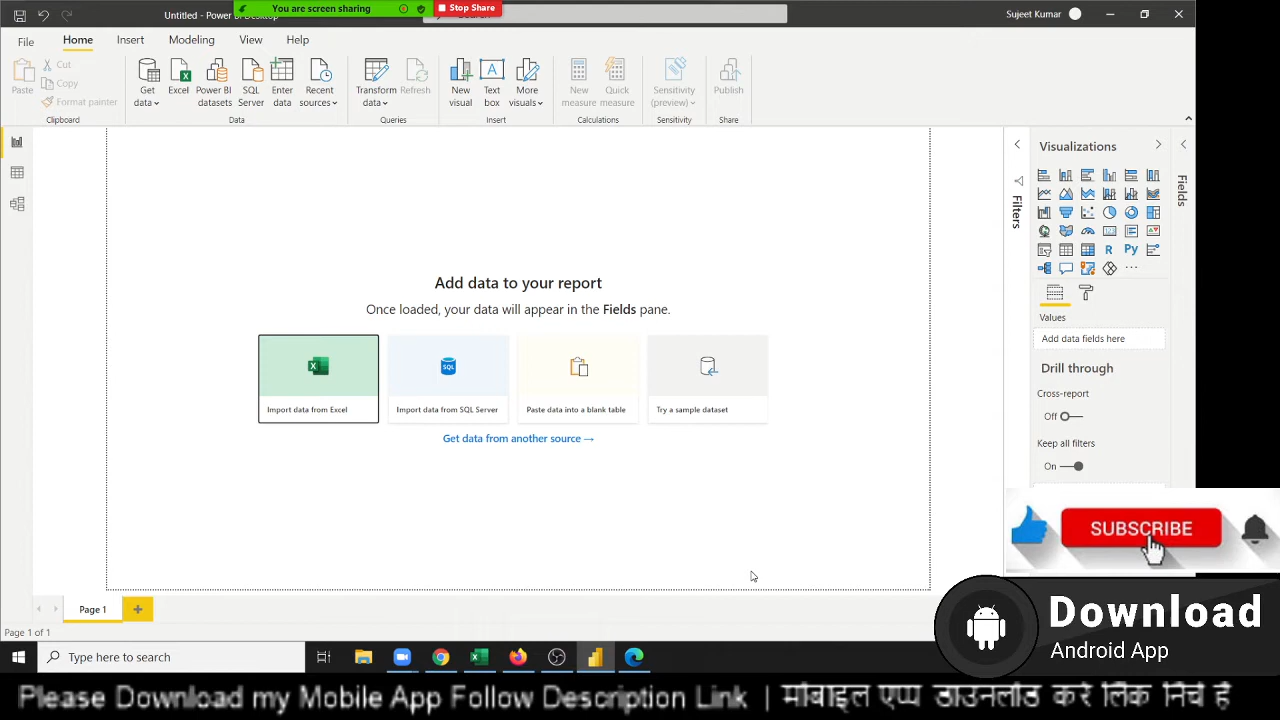 Untitled - Power BI Desktop
You are screen sharing
Stop Share
Search
Sujeet Kumar
File
Home
Insert
Modeling
View
Help
Paste
Cut
Copy
Format painter
Clipboard
Get data
Excel
Power BI datasets
SQL Server
Enter data
Recent sources
Data
Transform data
Refresh
Queries
New visual
Text box
More visuals
Insert
New measure
Quick measure
Calculations
Sensitivity (preview)
Sensitivity
Publish
Share
Filters
Visualizations
R
Py
Fields
Values
Add data fields here
Drill through
Cross-report
Off
Keep all filters
On
Add data to your report
Once loaded, your data will appear in the Fields pane.
SQL
Import data from Excel
Import data from SQL Server
Paste data into a blank table
Try a sample dataset
Get data from another source →
SUBSCRIBE
Page 1
Page 1 of 1
Download
Android App
Type here to search
Please Download my Mobile App Follow Description Link | मोबाइल एप्प डाउनलोड करे लिंक निचे है